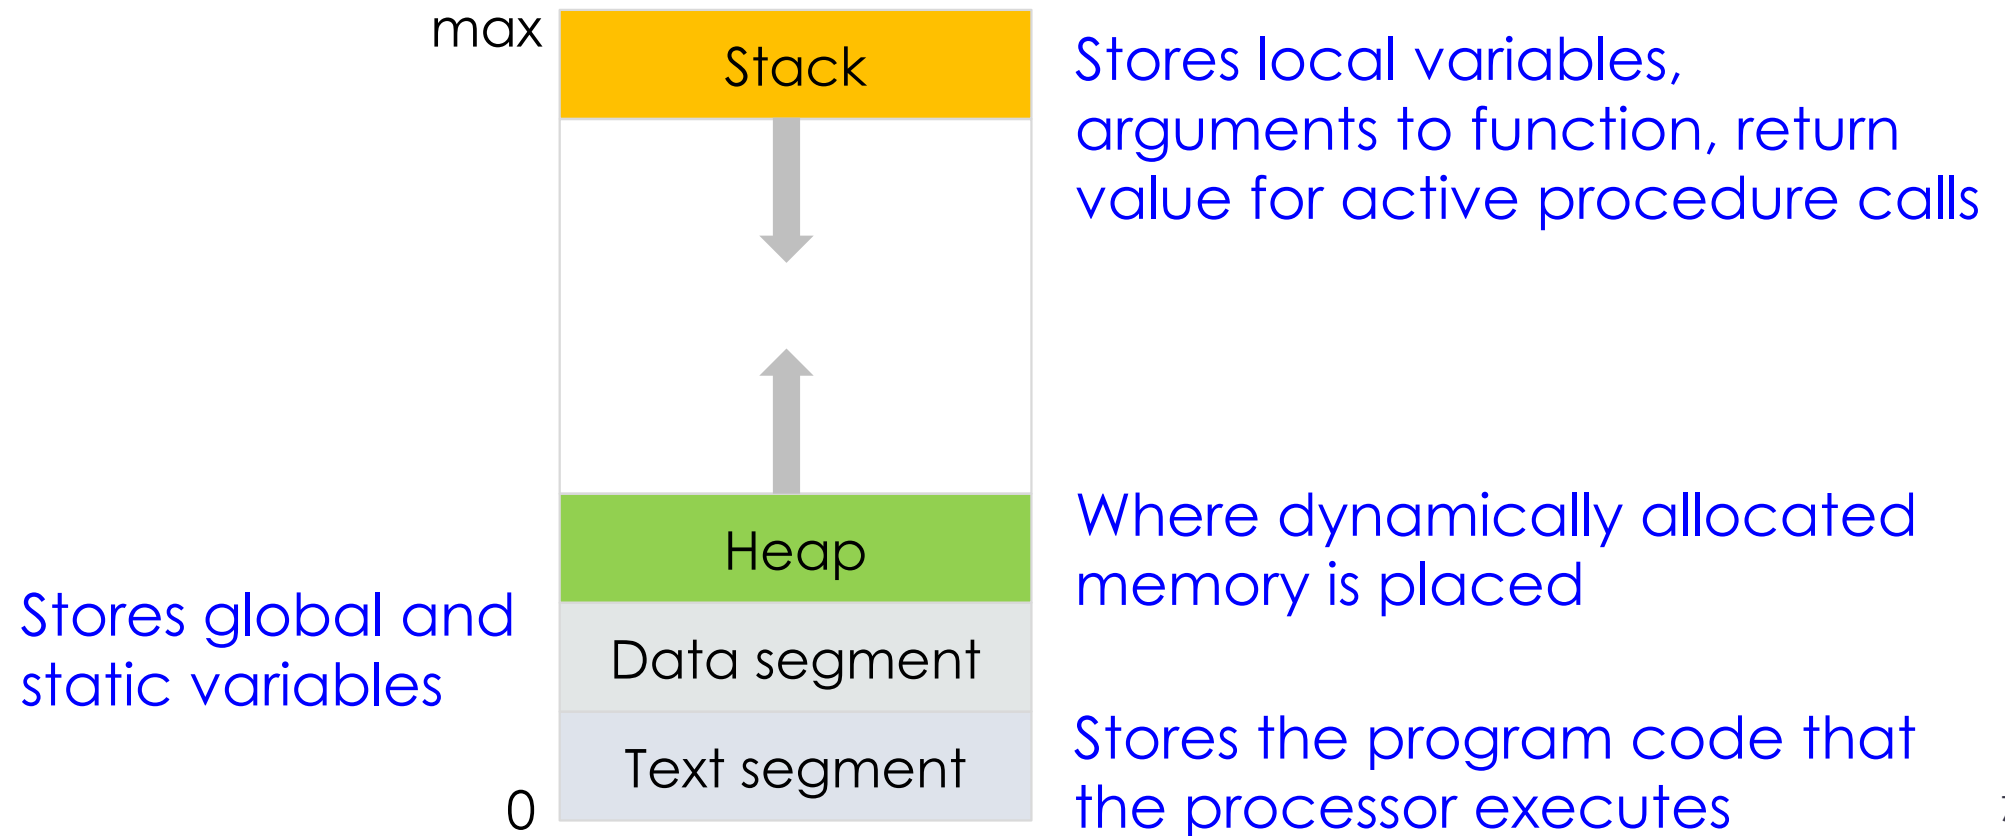 max
Stack
Stores local variables,
arguments to function, return
value for active procedure calls
Heap
Where dynamically allocated
memory is placed
Stores global and
static variables
Data segment
Text segment
Stores the program code that
the processor executes
0